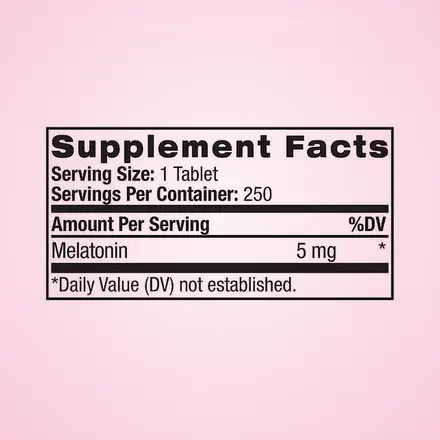 Supplement Facts
Serving Size: 1 Tablet
Servings Per Container: 250
Amount Per Serving %DV
Melatonin 5 mg *
*Daily Value (DV) not established.